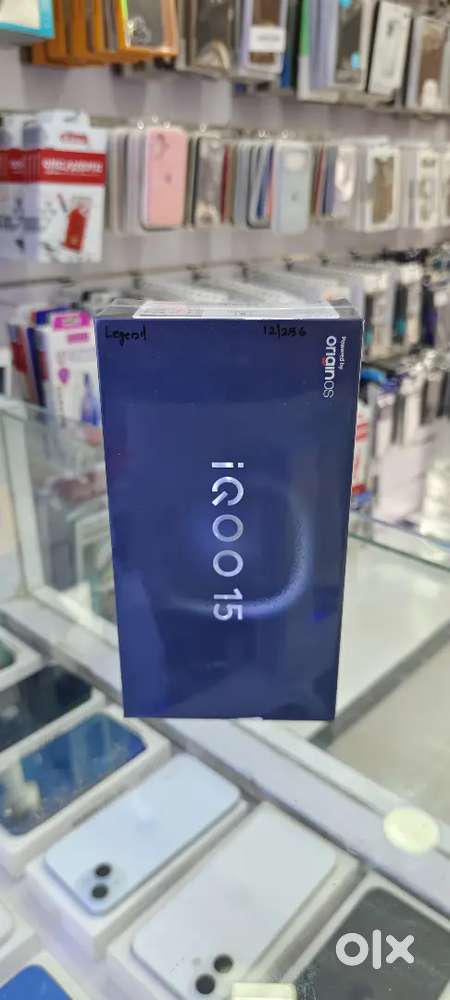 Legend 12/256
Powered by
OriginOS
iQOO 15
olx